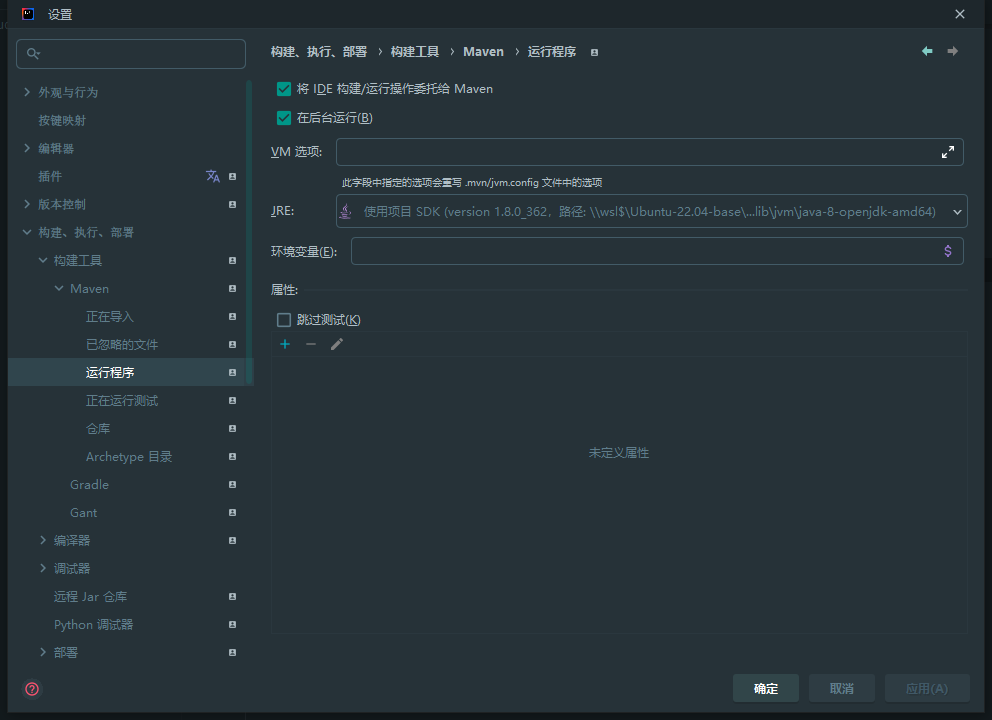 设置
构建、执行、部署 › 构建工具 › Maven › 运行程序
外观与行为
按键映射
编辑器
插件
版本控制
构建、执行、部署
构建工具
Maven
正在导入
已忽略的文件
运行程序
正在运行测试
仓库
Archetype 目录
Gradle
Gant
编译器
调试器
远程 Jar 仓库
Python 调试器
部署
将 IDE 构建/运行操作委托给 Maven
在后台运行(B)
VM 选项:
此字段中指定的选项会重写 .mvn/jvm.config 文件中的选项
JRE: 使用项目 SDK (version 1.8.0_362，路径: \\wsl$\Ubuntu-22.04-base\...lib\jvm\java-8-openjdk-amd64)
环境变量(E):
属性:
跳过测试(K)
未定义属性
确定 取消 应用(A)